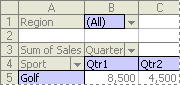 A B C
1 Region (All)
2
3 Sum of Sales Quarter
4 Sport Qtr1 Qtr2
5 Golf 8,500 4,500